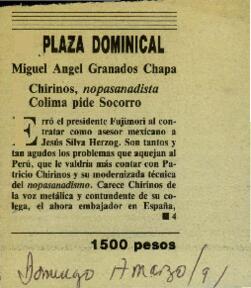 PLAZA DOMINICAL
Miguel Angel Granados Chapa
Chirinos, nopasanadista
Colima pide Socorro
Erró el presidente Fujimori al con-
tratar como asesor mexicano a
Jesús Silva Herzog. Son tantos y
tan agudos los problemas que aquejan al
Perú, que le valdría más contar con Pa-
tricio Chirinos y su modernizada técnica
del nopasanadismo. Carece Chirinos de
la voz metálica y contundente de su co-
lega, el ahora embajador en España,
■ 4
1500 pesos
Domingo Marzo/91